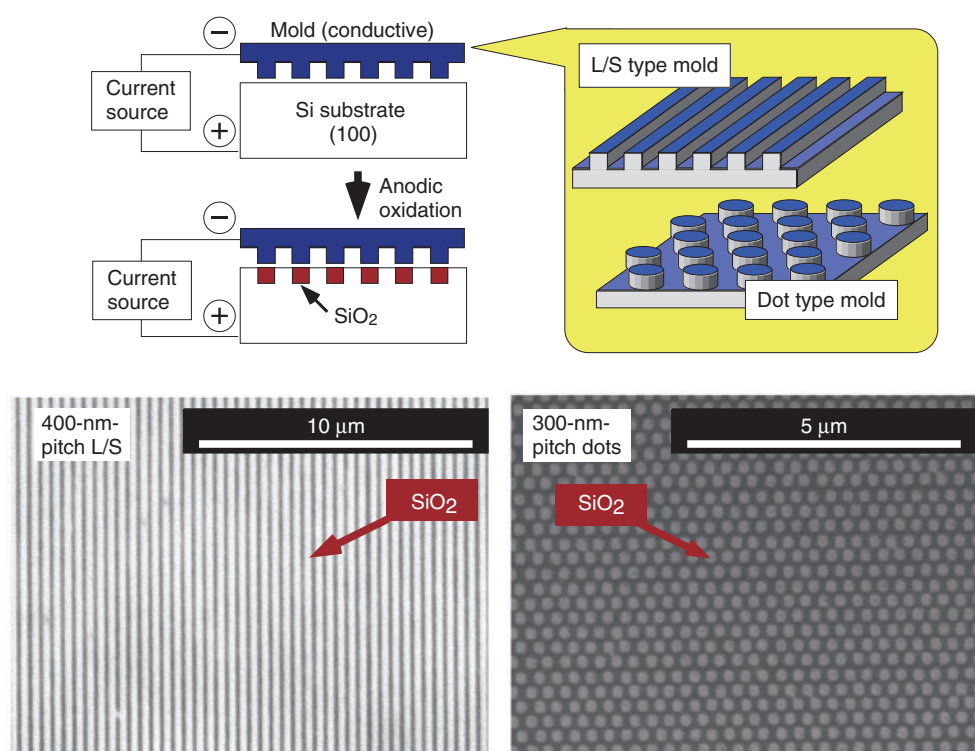 −
Mold (conductive)
Current
source
Si substrate
(100)
+
Anodic
oxidation
−
Current
source
+
SiO2
L/S type mold
Dot type mold
400-nm-
pitch L/S
10 μm
SiO2
300-nm-
pitch dots
5 μm
SiO2